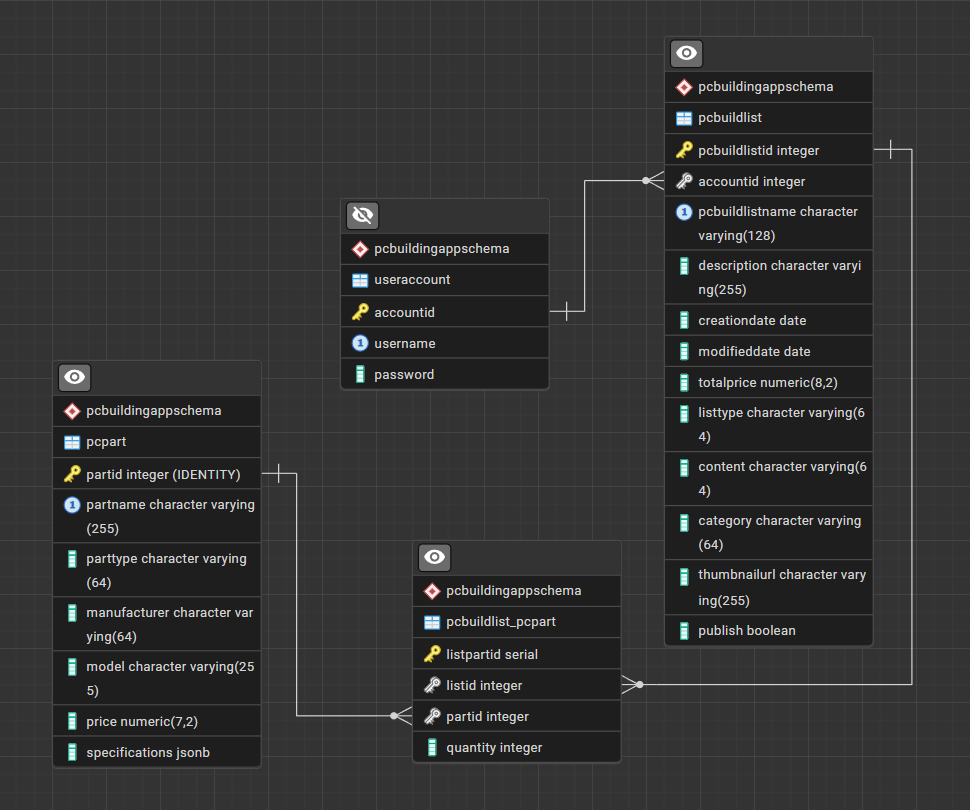 pcbuildingappschema
pcbuildlist
pcbuildlistid integer
accountid integer
1 pcbuildlistname character
varying(128)
description character varyi
ng(255)
creationdate date
modifieddate date
totalprice numeric(8,2)
listtype character varying(6
4)
content character varying(6
4)
category character varying
(64)
thumbnailurl character vary
ing(255)
publish boolean
pcbuildingappschema
useraccount
accountid
1 username
password
pcbuildingappschema
pcpart
partid integer (IDENTITY)
1 partname character varying
(255)
parttype character varying
(64)
manufacturer character var
ying(64)
model character varying(25
5)
price numeric(7,2)
specifications jsonb
pcbuildingappschema
pcbuildlist_pcpart
listpartid serial
listid integer
partid integer
quantity integer